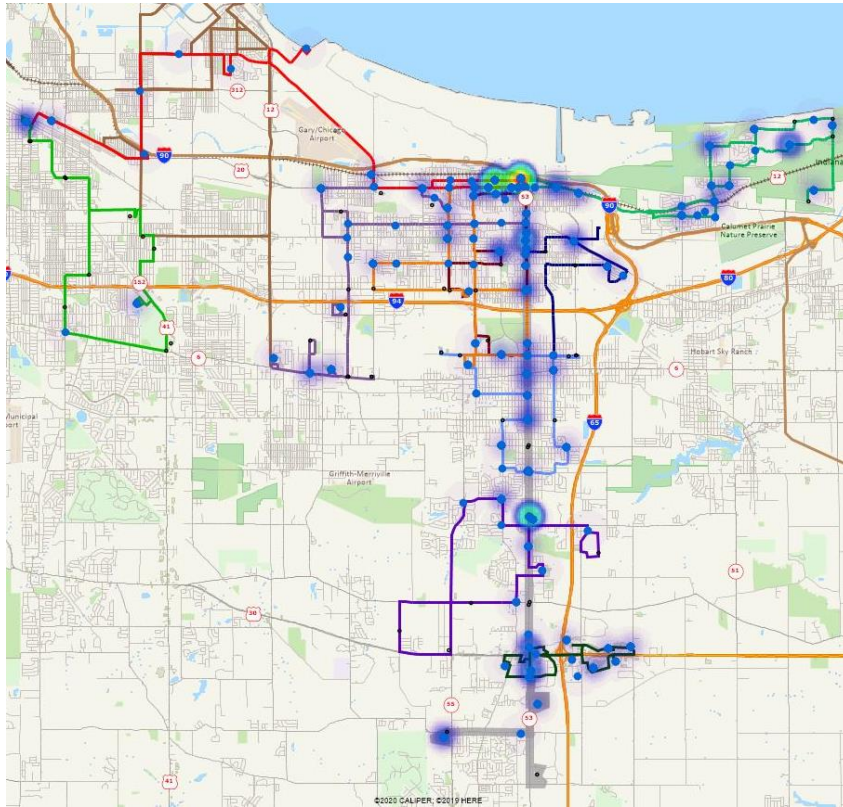 312
12
Gary/Chicago
Airport
90
20
12
Indiana
53
90
Calumet Prairie
Nature Preserve
152
94
80
41
6
Hobart Sky Ranch
6
Municipal
ort
65
Griffith-Merrillville
Airport
51
30
55
53
41
©2020 CALIPER; ©2019 HERE